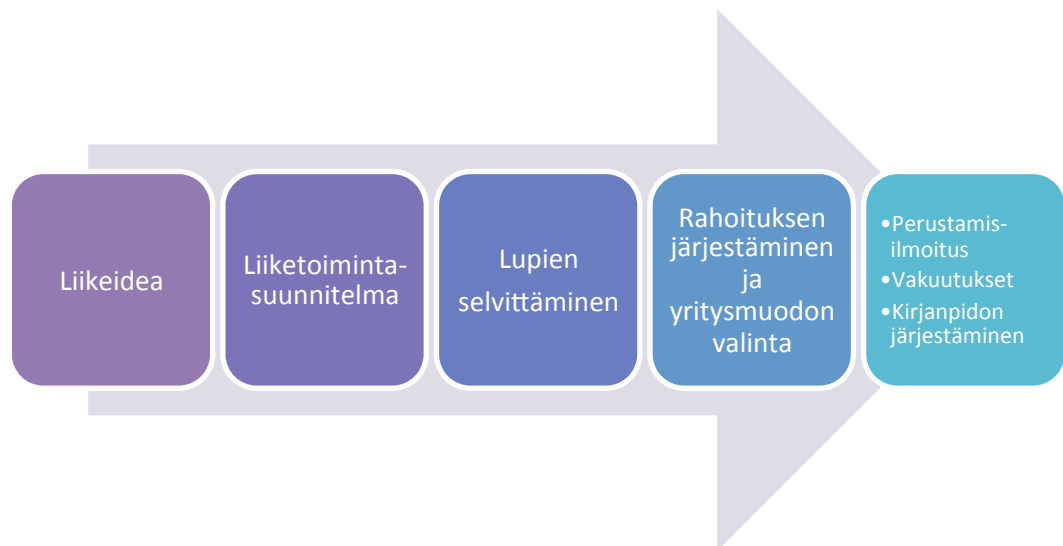 Liikeidea
Liiketoiminta-
suunnitelma
Lupien
selvittäminen
Rahoituksen
järjestäminen
ja
yritysmuodon
valinta
•Perustamis-
ilmoitus
•Vakuutukset
•Kirjanpidon
järjestäminen